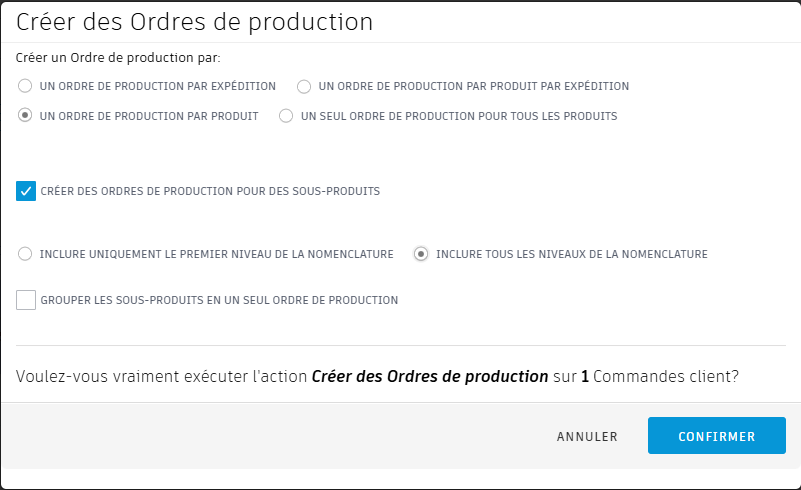 Créer des Ordres de production
Créer un Ordre de production par:
UN ORDRE DE PRODUCTION PAR EXPÉDITION
UN ORDRE DE PRODUCTION PAR PRODUIT PAR EXPÉDITION
UN ORDRE DE PRODUCTION PAR PRODUIT
UN SEUL ORDRE DE PRODUCTION POUR TOUS LES PRODUITS
CRÉER DES ORDRES DE PRODUCTION POUR DES SOUS-PRODUITS
INCLURE UNIQUEMENT LE PREMIER NIVEAU DE LA NOMENCLATURE
INCLURE TOUS LES NIVEAUX DE LA NOMENCLATURE
GROUPER LES SOUS-PRODUITS EN UN SEUL ORDRE DE PRODUCTION
Voulez-vous vraiment exécuter l'action Créer des Ordres de production sur 1 Commandes client?
ANNULER
CONFIRMER